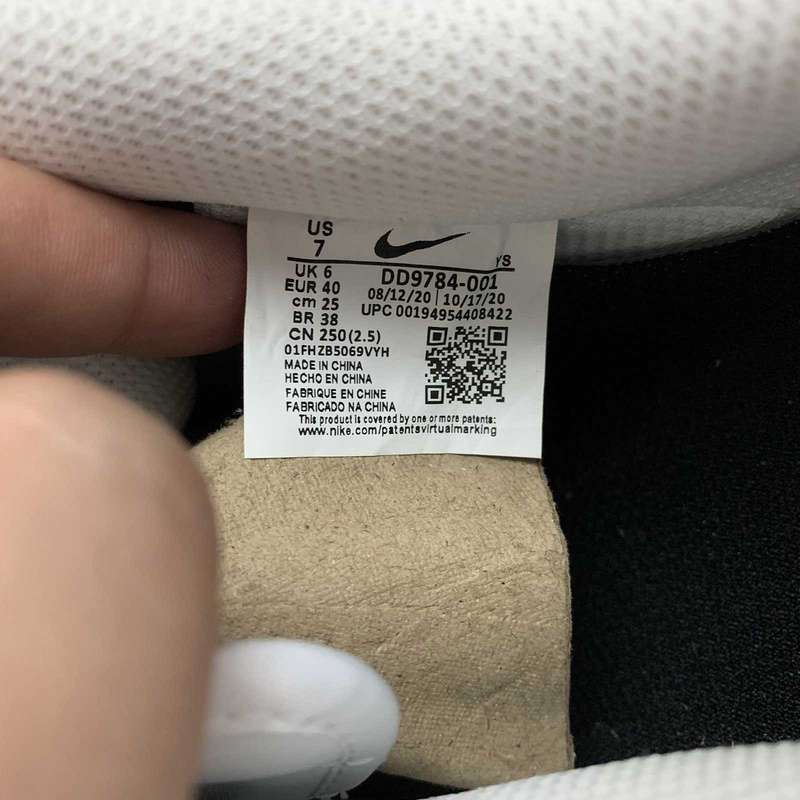 US
7
YS
UK 6
EUR 40
cm 25
BR 38
CN 250(2.5)
DD9784-001
08/12/20 | 10/17/20
UPC 00194954408422
01FHZB5069VYH
MADE IN CHINA
HECHO EN CHINA
FABRIQUE EN CHINE
FABRICADO NA CHINA
This product is covered by one or more patents:
www.nike.com/patentsvirtualmarking